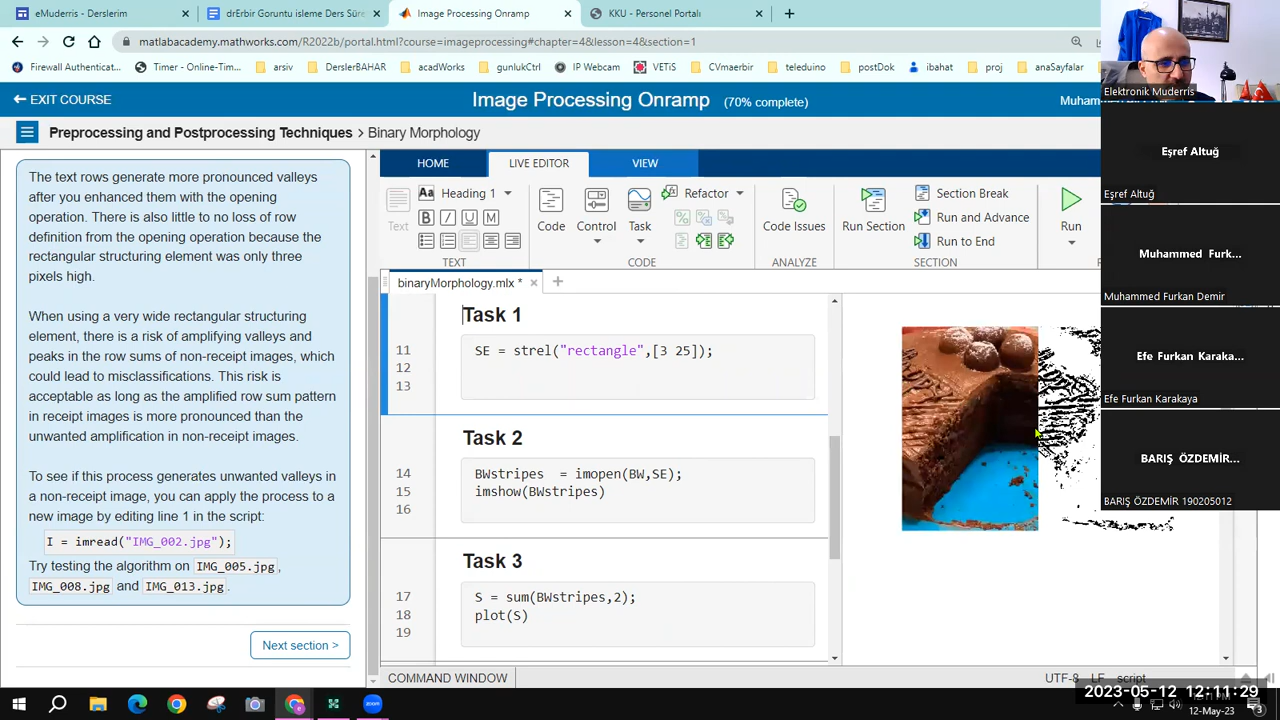 eMuderris - Derslerim
drErbir Goruntu isleme Ders Süre
Image Processing Onramp
KKU - Personel Portalı
matlabacademy.mathworks.com/R2022b/portal.html?course=imageprocessing#chapter=4&lesson=4&section=1
Firewall Authenticat...
Timer - Online-Tim...
arsiv
DerslerBAHAR
acadWorks
gunlukCtrl
IP Webcam
VETiS
CVmaerbir
teleduino
postDok
ibahat
proj
anaSayfalar
EXIT COURSE
Image Processing Onramp (70% complete)
Preprocessing and Postprocessing Techniques > Binary Morphology
The text rows generate more pronounced valleys
after you enhanced them with the opening
operation. There is also little to no loss of row
definition from the opening operation because the
rectangular structuring element was only three
pixels high.
When using a very wide rectangular structuring
element, there is a risk of amplifying valleys and
peaks in the row sums of non-receipt images, which
could lead to misclassifications. This risk is
acceptable as long as the amplified row sum pattern
in receipt images is more pronounced than the
unwanted amplification in non-receipt images.
To see if this process generates unwanted valleys in
a non-receipt image, you can apply the process to a
new image by editing line 1 in the script:
I = imread("IMG_002.jpg");
Try testing the algorithm on IMG_005.jpg,
IMG_008.jpg and IMG_013.jpg.
Next section >
HOME
LIVE EDITOR
VIEW
Text
Aa Heading 1
B I U M
TEXT
Code
Control
Task
Refactor
CODE
Code Issues
ANALYZE
Run Section
Section Break
Run and Advance
Run to End
SECTION
Run
binaryMorphology.mlx *
Task 1
11 SE = strel("rectangle",[3 25]);
12
13
Task 2
14 BWstripes  = imopen(BW,SE);
15 imshow(BWstripes)
16
Task 3
17 S = sum(BWstripes,2);
18 plot(S)
19
COMMAND WINDOW
UTF-8
LF
script
Elektronik Muderris
Eşref Altuğ
Eşref Altuğ
Muhammed Furk...
Muhammed Furkan Demir
Efe Furkan Karaka...
Efe Furkan Karakaya
BARIŞ ÖZDEMİR...
BARIŞ ÖZDEMİR 190205012
2023-05-12 12:11:29
12-May-23